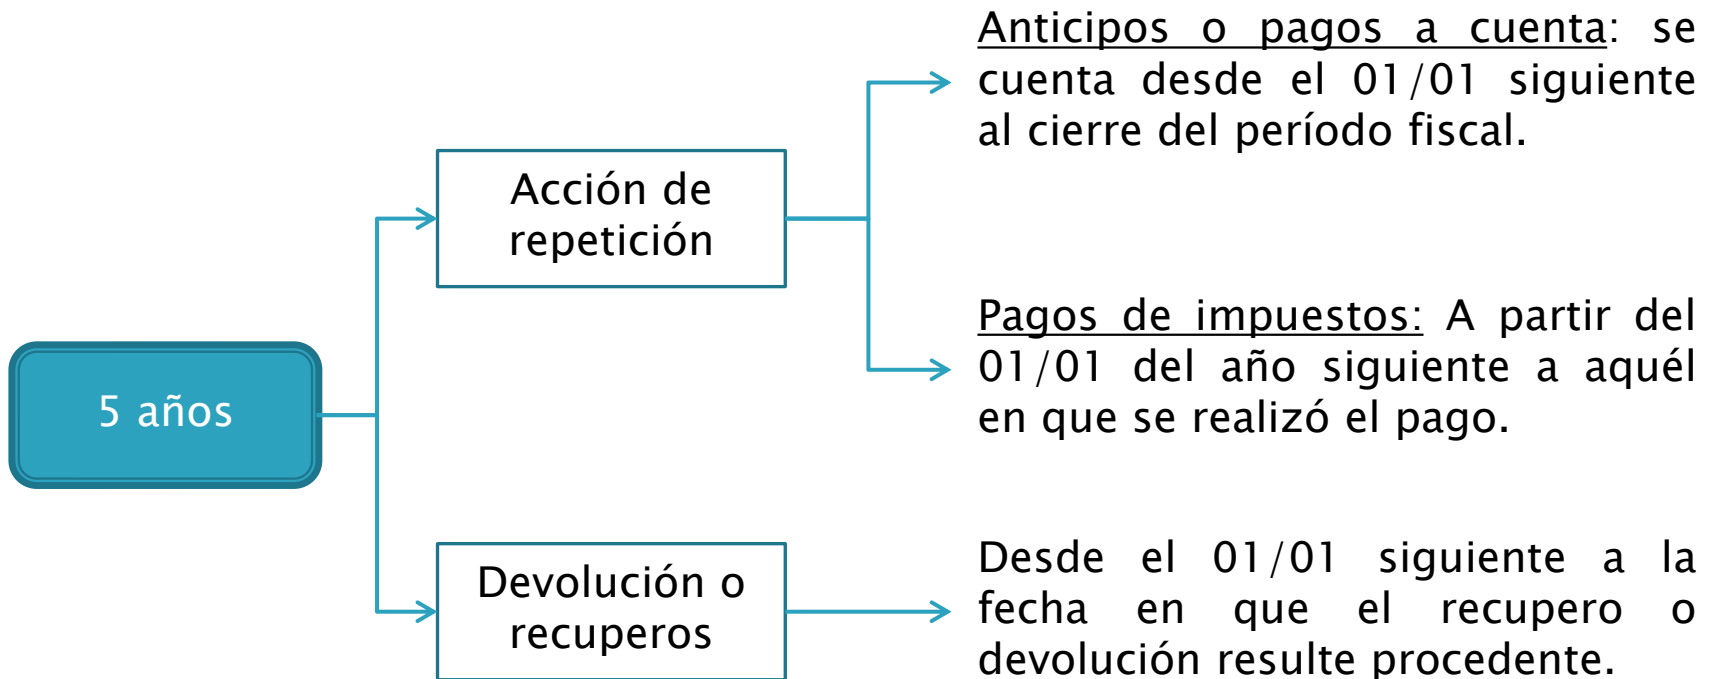 Anticipos o pagos a cuenta: se
cuenta desde el 01/01 siguiente
al cierre del período fiscal.
Acción de
repetición
Pagos de impuestos: A partir del
01/01 del año siguiente a aquél
en que se realizó el pago.
5 años
Devolución o
recuperos
Desde el 01/01 siguiente a la
fecha en que el recupero o
devolución resulte procedente.